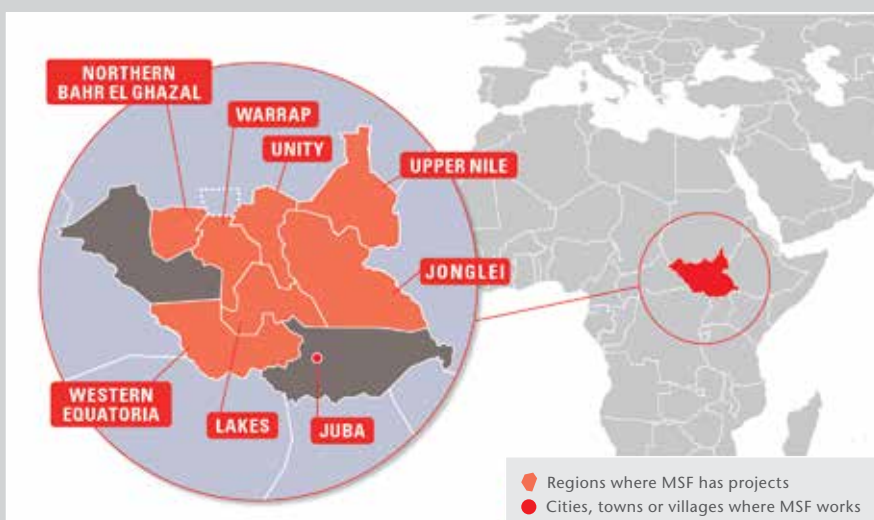 NORTHERN
BAHR EL GHAZAL
WARRAP
UNITY
UPPER NILE
JONGLEI
WESTERN
EQUATORIA
LAKES
JUBA
Regions where MSF has projects
Cities, towns or villages where MSF works